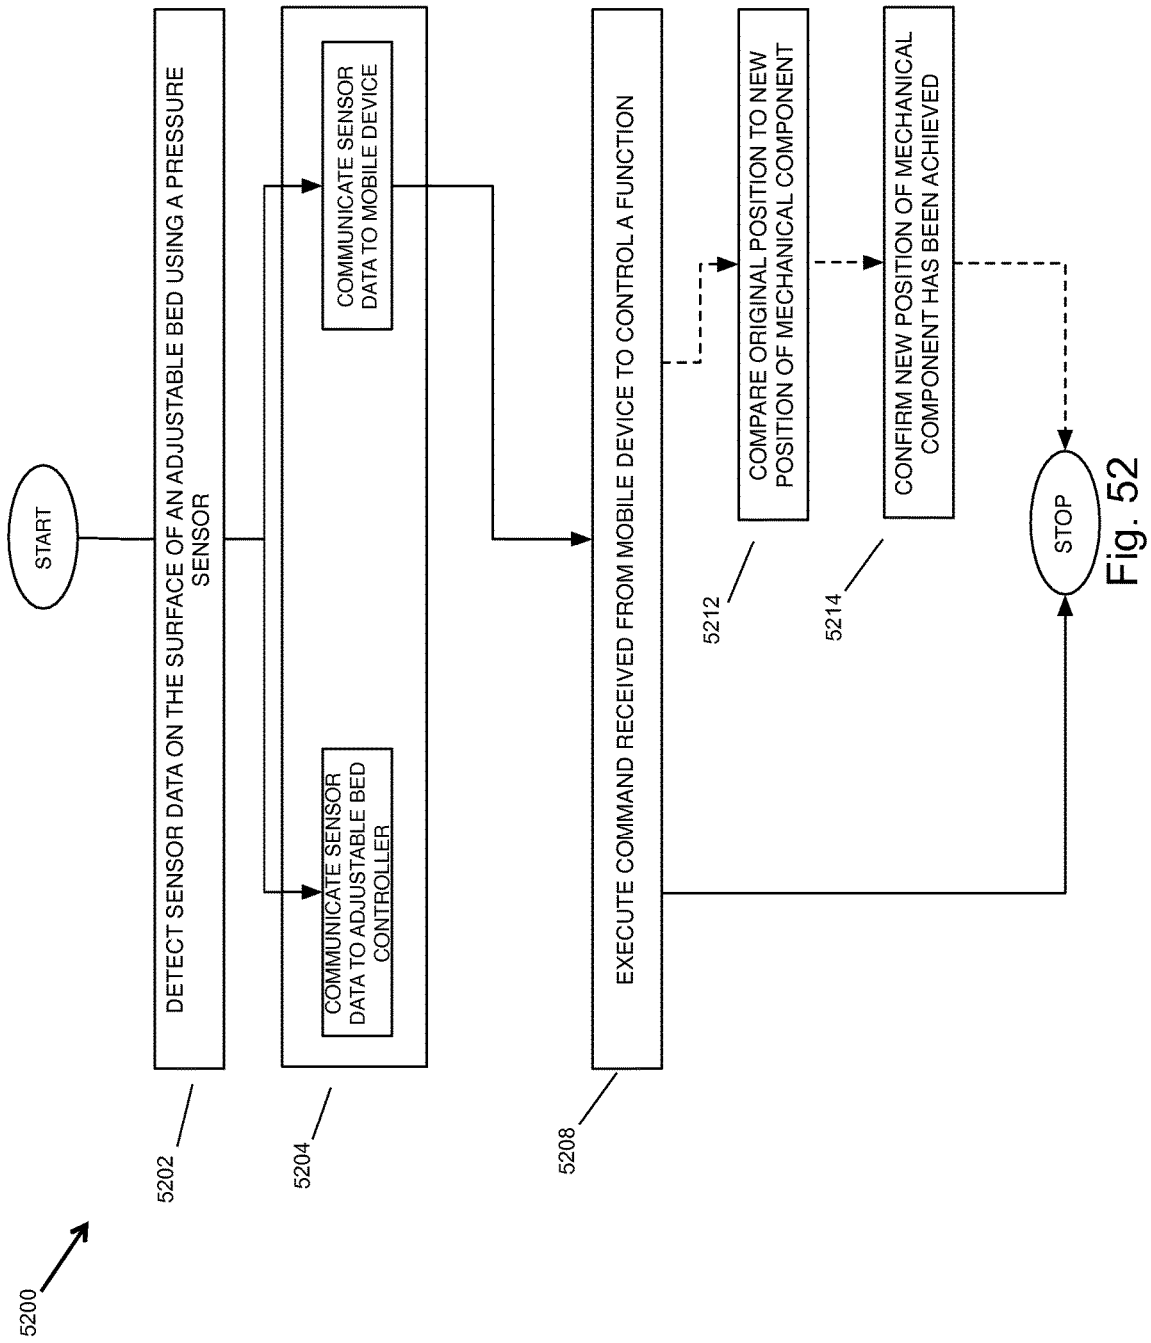 5200
START
5202
DETECT SENSOR DATA ON THE SURFACE OF AN ADJUSTABLE BED USING A PRESSURE
SENSOR
5204
COMMUNICATE SENSOR
DATA TO ADJUSTABLE BED
CONTROLLER
COMMUNICATE SENSOR
DATA TO MOBILE DEVICE
5208
EXECUTE COMMAND RECEIVED FROM MOBILE DEVICE TO CONTROL A FUNCTION
5212
COMPARE ORIGINAL POSITION TO NEW
POSITION OF MECHANICAL COMPONENT
5214
CONFIRM NEW POSITION OF MECHANICAL
COMPONENT HAS BEEN ACHIEVED
STOP
Fig. 52